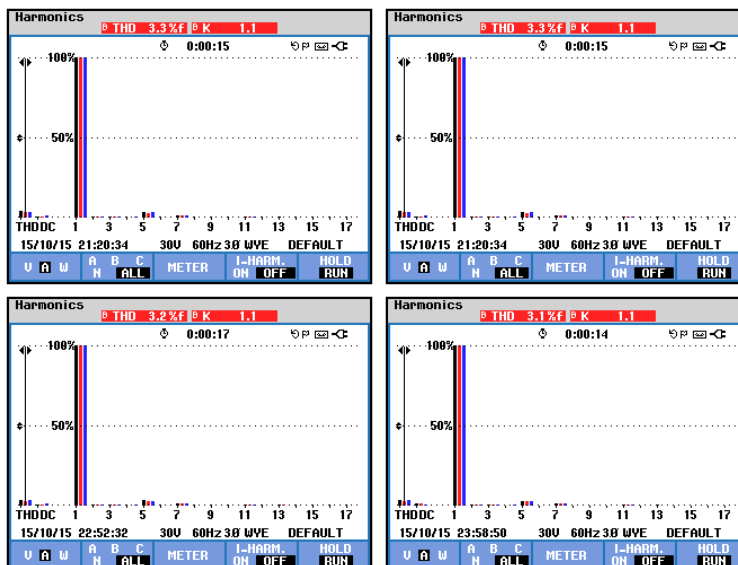 Harmonics
B THD 3.3%f B K 1.1
0:00:15
100%
50%
THDDC 1 3 5 7 9 11 13 15 17
15/10/15 21:20:34 30V 60Hz 3Ø WYE DEFAULT
V A W A B C N ALL METER I-HARM. ON OFF HOLD RUN
Harmonics
B THD 3.3%f B K 1.1
0:00:15
100%
50%
THDDC 1 3 5 7 9 11 13 15 17
15/10/15 21:20:34 30V 60Hz 3Ø WYE DEFAULT
V A W A B C N ALL METER I-HARM. ON OFF HOLD RUN
Harmonics
B THD 3.2%f B K 1.1
0:00:17
100%
50%
THDDC 1 3 5 7 9 11 13 15 17
15/10/15 22:52:32 30V 60Hz 3Ø WYE DEFAULT
V A W A B C N ALL METER I-HARM. ON OFF HOLD RUN
Harmonics
B THD 3.1%f B K 1.1
0:00:14
100%
50%
THDDC 1 3 5 7 9 11 13 15 17
15/10/15 23:58:50 30V 60Hz 3Ø WYE DEFAULT
V A W A B C N ALL METER I-HARM. ON OFF HOLD RUN